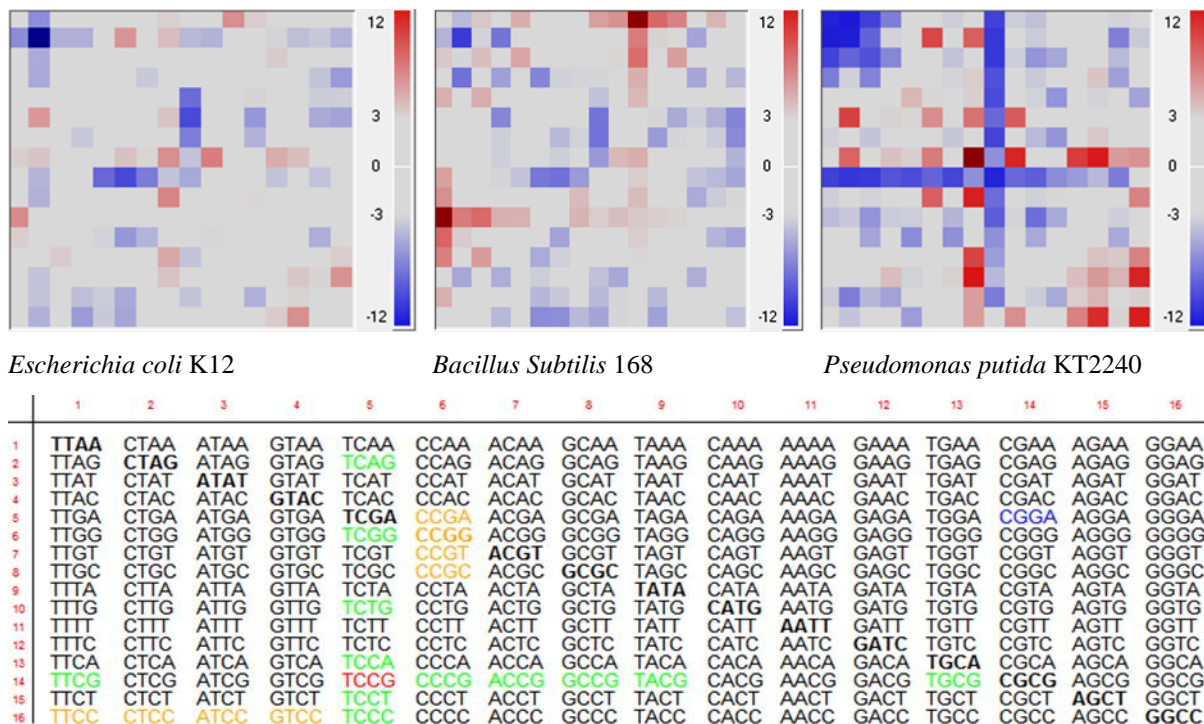 12 12 12
3 3 3
0 0 0
-3 -3 -3
-12 -12 -12
Escherichia coli K12 Bacillus Subtilis 168 Pseudomonas putida KT2240
1 2 3 4 5 6 7 8 9 10 11 12 13 14 15 16
1 TTAA CTAA ATAA GTAA TCAA CCAA ACAA GCAA TAAA CAAA AAAA GAAA TGAA CGAA AGAA GGAA
2 TTAG CTAG ATAG GTAG TCAG CCAG ACAG GCAG TAAG CAAG AAAG GAAG TGAG CGAG AGAG GGAG
3 TTAT CTAT ATAT GTAT TCAT CCAT ACAT GCAT TAAT CAAT AAAT GAAT TGAT CGAT AGAT GGAT
4 TTAC CTAC ATAC GTAC TCAC CCAC ACAC GCAC TAAC CAAC AAAC GAAC TGAC CGAC AGAC GGAC
5 TTGA CTGA ATGA GTGA TCGA CCGA ACGA GCGA TAGA CAGA AAGA GAGA TGGA CGGA AGGA GGGA
6 TTGG CTGG ATGG GTGG TCGG CCGG ACGG GCGG TAGG CAGG AAGG GAGG TGGG CGGG AGGG GGGG
7 TTGT CTGT ATGT GTGT TCGT CCGT ACGT GCGT TAGT CAGT AAGT GAGT TGGT CGGT AGGT GGGT
8 TTGC CTGC ATGC GTGC TCGC CCGC ACGC GCGC TAGC CAGC AAGC GAGC TGGC CGGC AGGC GGGC
9 TTTA CTTA ATTA GTTA TCTA CCTA ACTA GCTA TATA CATA AATA GATA TGTA CGTA AGTA GGTA
10 TTTG CTTG ATTG GTTG TCTG CCTG ACTG GCTG TATG CATG AATG GATG TGTG CGTG AGTG GGTG
11 TTTT CTTT ATTT GTTT TCTT CCTT ACTT GCTT TATT CATT AATT GATT TGTT CGTT AGTT GGTT
12 TTTC CTTC ATTC GTTC TCTC CCTC ACTC GCTC TATC CATC AATC GATC TGTC CGTC AGTC GGTC
13 TTCA CTCA ATCA GTCA TCCA CCCA ACCA GCCA TACA CACA AACA GACA TGCA CGCA AGCA GGCA
14 TTCG CTCG ATCG GTCG TCCG CCCG ACCG GCCG TACG CACG AACG GACG TGCG CGCG AGCG GGCG
15 TTCT CTCT ATCT GTCT TCCT CCCT ACCT GCCT TACT CACT AACT GACT TGCT CGCT AGCT GGCT
16 TTCC CTCC ATCC GTCC TCCC CCCC ACCC GCCC TACC CACC AACC GACC TGCC CGCC AGCC GGCC